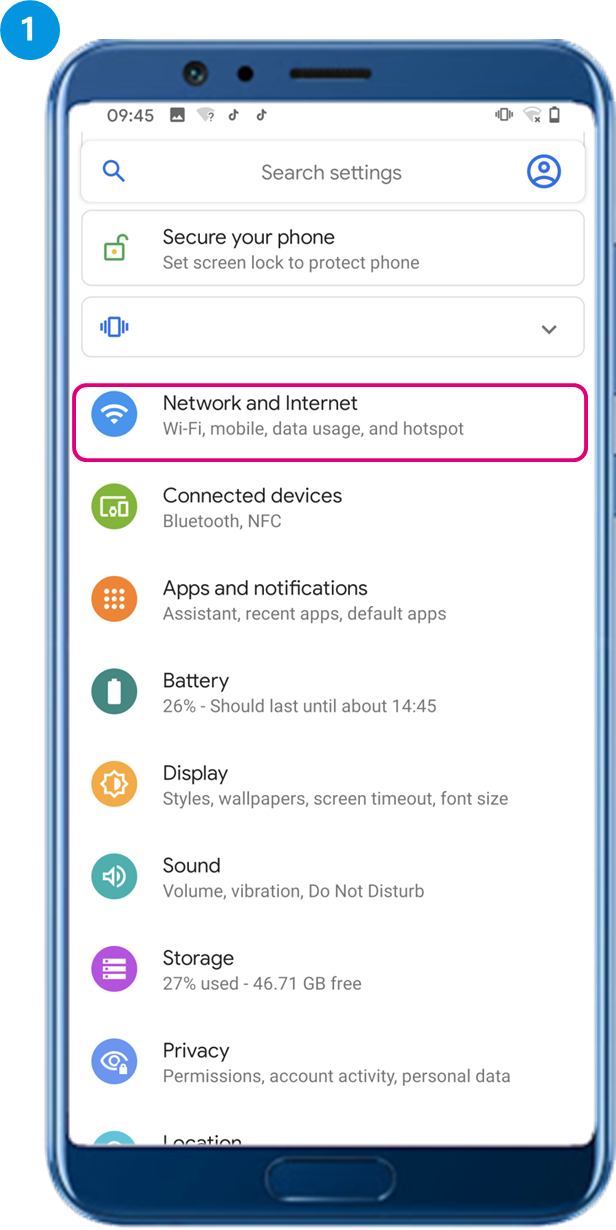 1
09:45
Search settings
Secure your phone
Set screen lock to protect phone
Network and Internet
Wi-Fi, mobile, data usage, and hotspot
Connected devices
Bluetooth, NFC
Apps and notifications
Assistant, recent apps, default apps
Battery
26% - Should last until about 14:45
Display
Styles, wallpapers, screen timeout, font size
Sound
Volume, vibration, Do Not Disturb
Storage
27% used - 46.71 GB free
Privacy
Permissions, account activity, personal data
Location